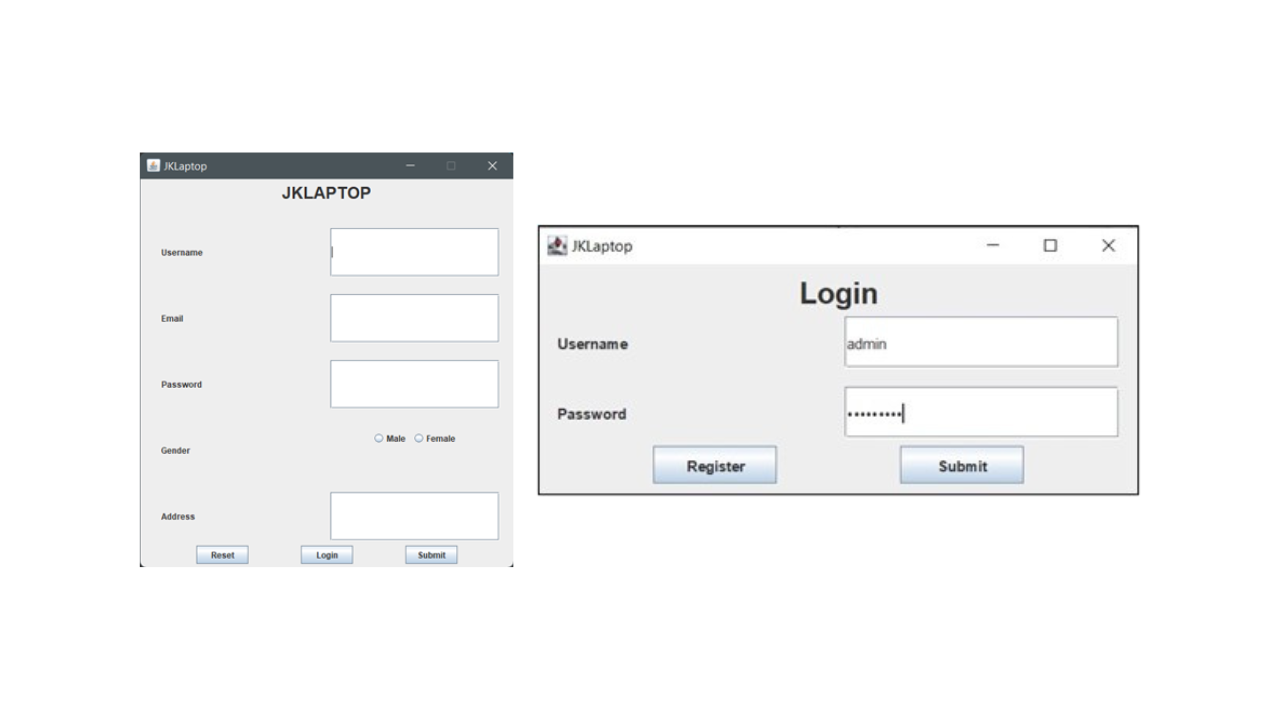 JKLaptop
JKLAPTOP
Username
Email
Password
Gender
Male Female
Address
Reset Login Submit
JKLaptop
Login
Username admin
Password •••••••••
Register Submit